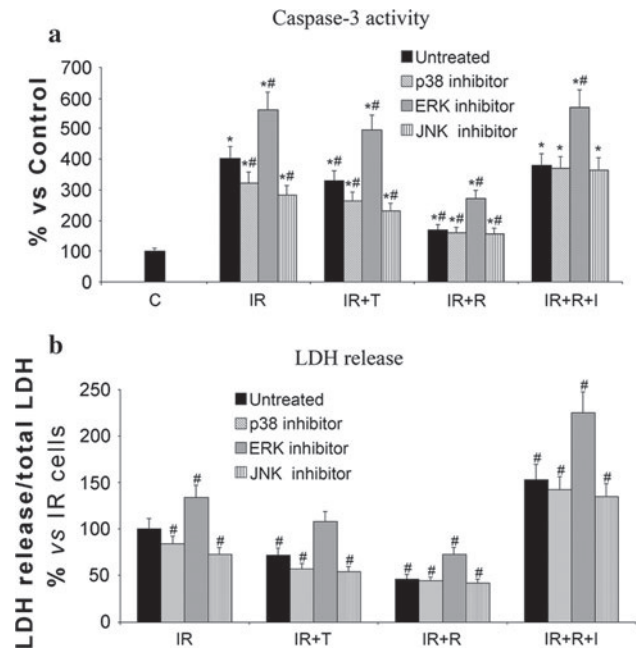 Caspase-3 activity
a
% vs Control
700
600
500
400
300
200
100
0
Untreated
p38 inhibitor
ERK inhibitor
JNK inhibitor
*
*#
*#
*#
*#
*#
*#
*#
*#
*#
*#
*#
*
*
*#
*
C IR IR+T IR+R IR+R+I
b
LDH release
LDH release/total LDH
% vs IR cells
250
200
150
100
50
0
Untreated
p38 inhibitor
ERK inhibitor
JNK inhibitor
#
#
#
#
#
#
#
#
#
#
#
#
#
#
IR IR+T IR+R IR+R+I